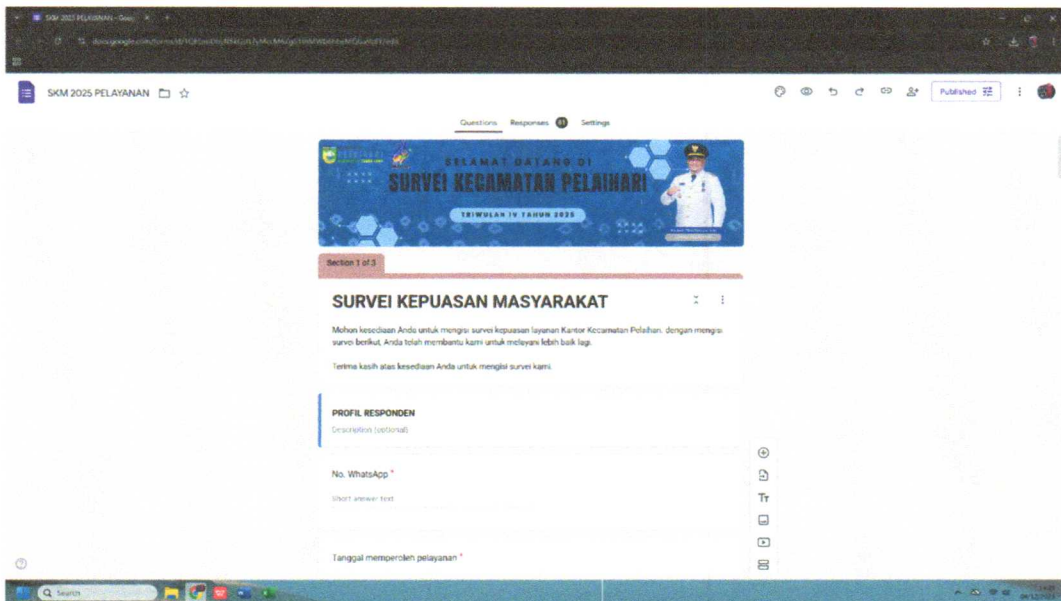 SKM 2025 PELAYANAN
Published
Questions Responses Settings
SELAMAT DATANG DI
SURVEI KECAMATAN PELAIHARI
TRIWULAN IV TAHUN 2025
Section 1 of 3
SURVEI KEPUASAN MASYARAKAT
Mohon kesediaan Anda untuk mengisi survei kepuasan layanan Kantor Kecamatan Pelaihari, dengan mengisi
survei berikut, Anda telah membantu kami untuk melayani lebih baik lagi.
Terima kasih atas kesediaan Anda untuk mengisi survei kami.
PROFIL RESPONDEN
Description (optional)
No. WhatsApp *
Short answer text
Tanggal memperoleh pelayanan *
Search